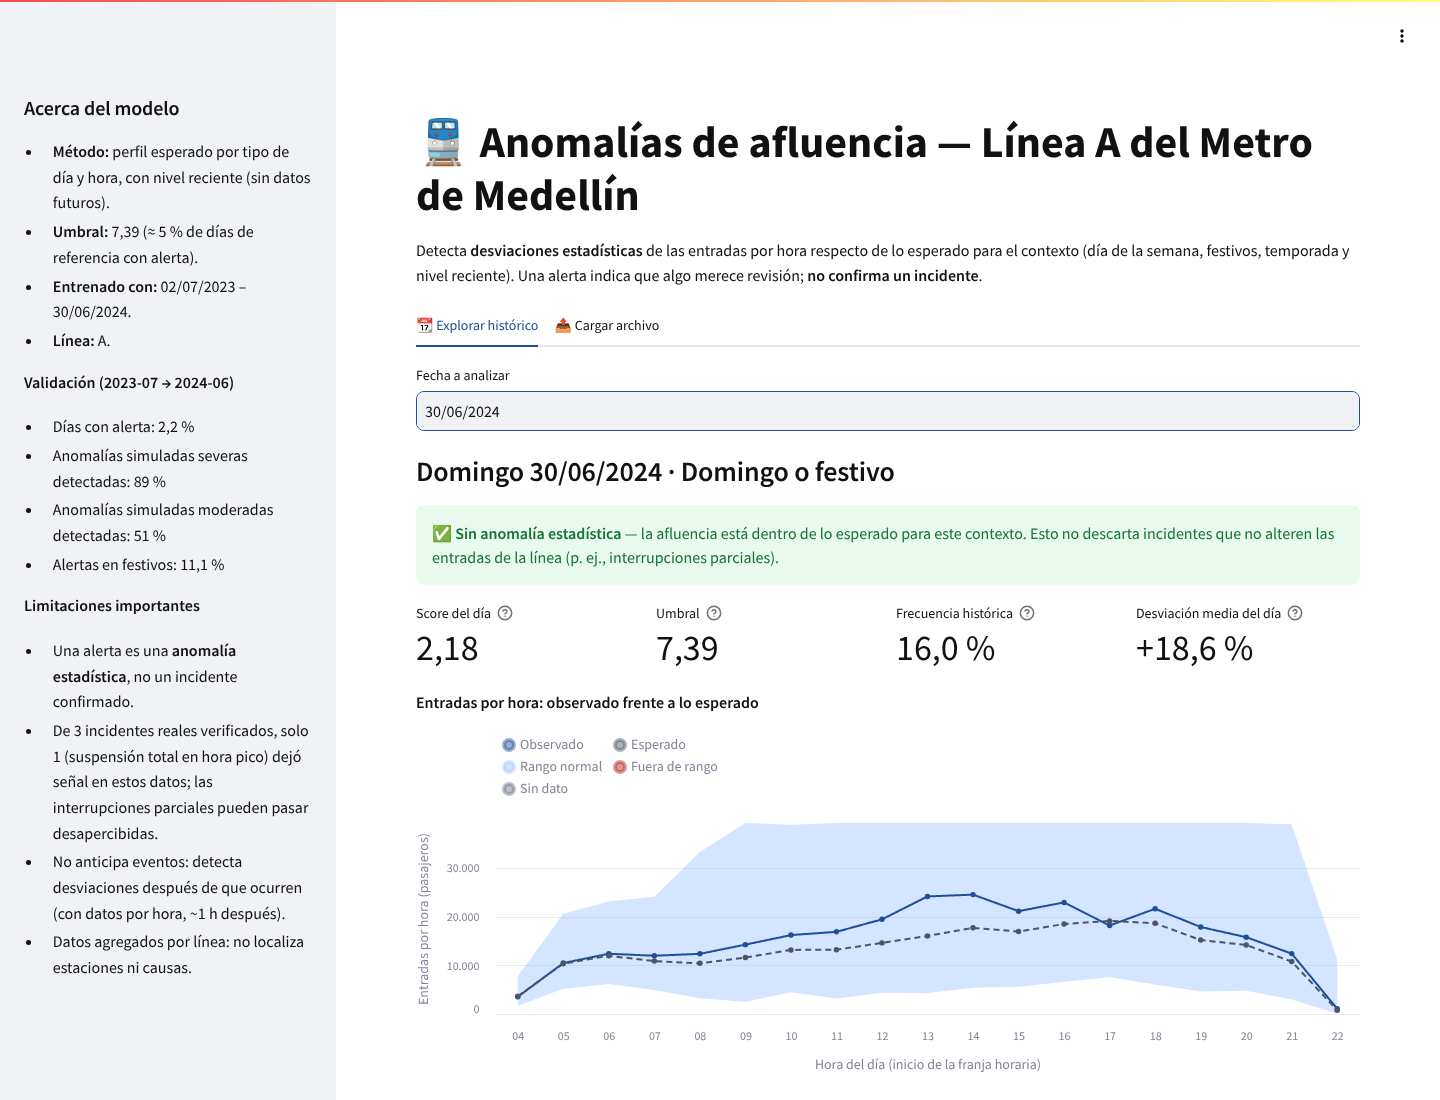 Acerca del modelo
• Método: perfil esperado por tipo de
día y hora, con nivel reciente (sin datos
futuros).
• Umbral: 7,39 (≈ 5 % de días de
referencia con alerta).
• Entrenado con: 02/07/2023 –
30/06/2024.
• Línea: A.
Validación (2023-07 → 2024-06)
• Días con alerta: 2,2 %
• Anomalías simuladas severas
detectadas: 89 %
• Anomalías simuladas moderadas
detectadas: 51 %
• Alertas en festivos: 11,1 %
Limitaciones importantes
• Una alerta es una anomalía
estadística, no un incidente
confirmado.
• De 3 incidentes reales verificados, solo
1 (suspensión total en hora pico) dejó
señal en estos datos; las
interrupciones parciales pueden pasar
desapercibidas.
• No anticipa eventos: detecta
desviaciones después de que ocurren
(con datos por hora, ~1 h después).
• Datos agregados por línea: no localiza
estaciones ni causas.
🚆 Anomalías de afluencia — Línea A del Metro
de Medellín
Detecta desviaciones estadísticas de las entradas por hora respecto de lo esperado para el contexto (día de la semana, festivos, temporada y
nivel reciente). Una alerta indica que algo merece revisión; no confirma un incidente.
📆 Explorar histórico 📤 Cargar archivo
Fecha a analizar
30/06/2024
Domingo 30/06/2024 · Domingo o festivo
✅ Sin anomalía estadística — la afluencia está dentro de lo esperado para este contexto. Esto no descarta incidentes que no alteren las
entradas de la línea (p. ej., interrupciones parciales).
Score del día Umbral Frecuencia histórica Desviación media del día
2,18 7,39 16,0 % +18,6 %
Entradas por hora: observado frente a lo esperado
Observado Esperado
Rango normal Fuera de rango
Sin dato
Entradas por hora (pasajeros)
30.000
20.000
10.000
0
04 05 06 07 08 09 10 11 12 13 14 15 16 17 18 19 20 21 22
Hora del día (inicio de la franja horaria)